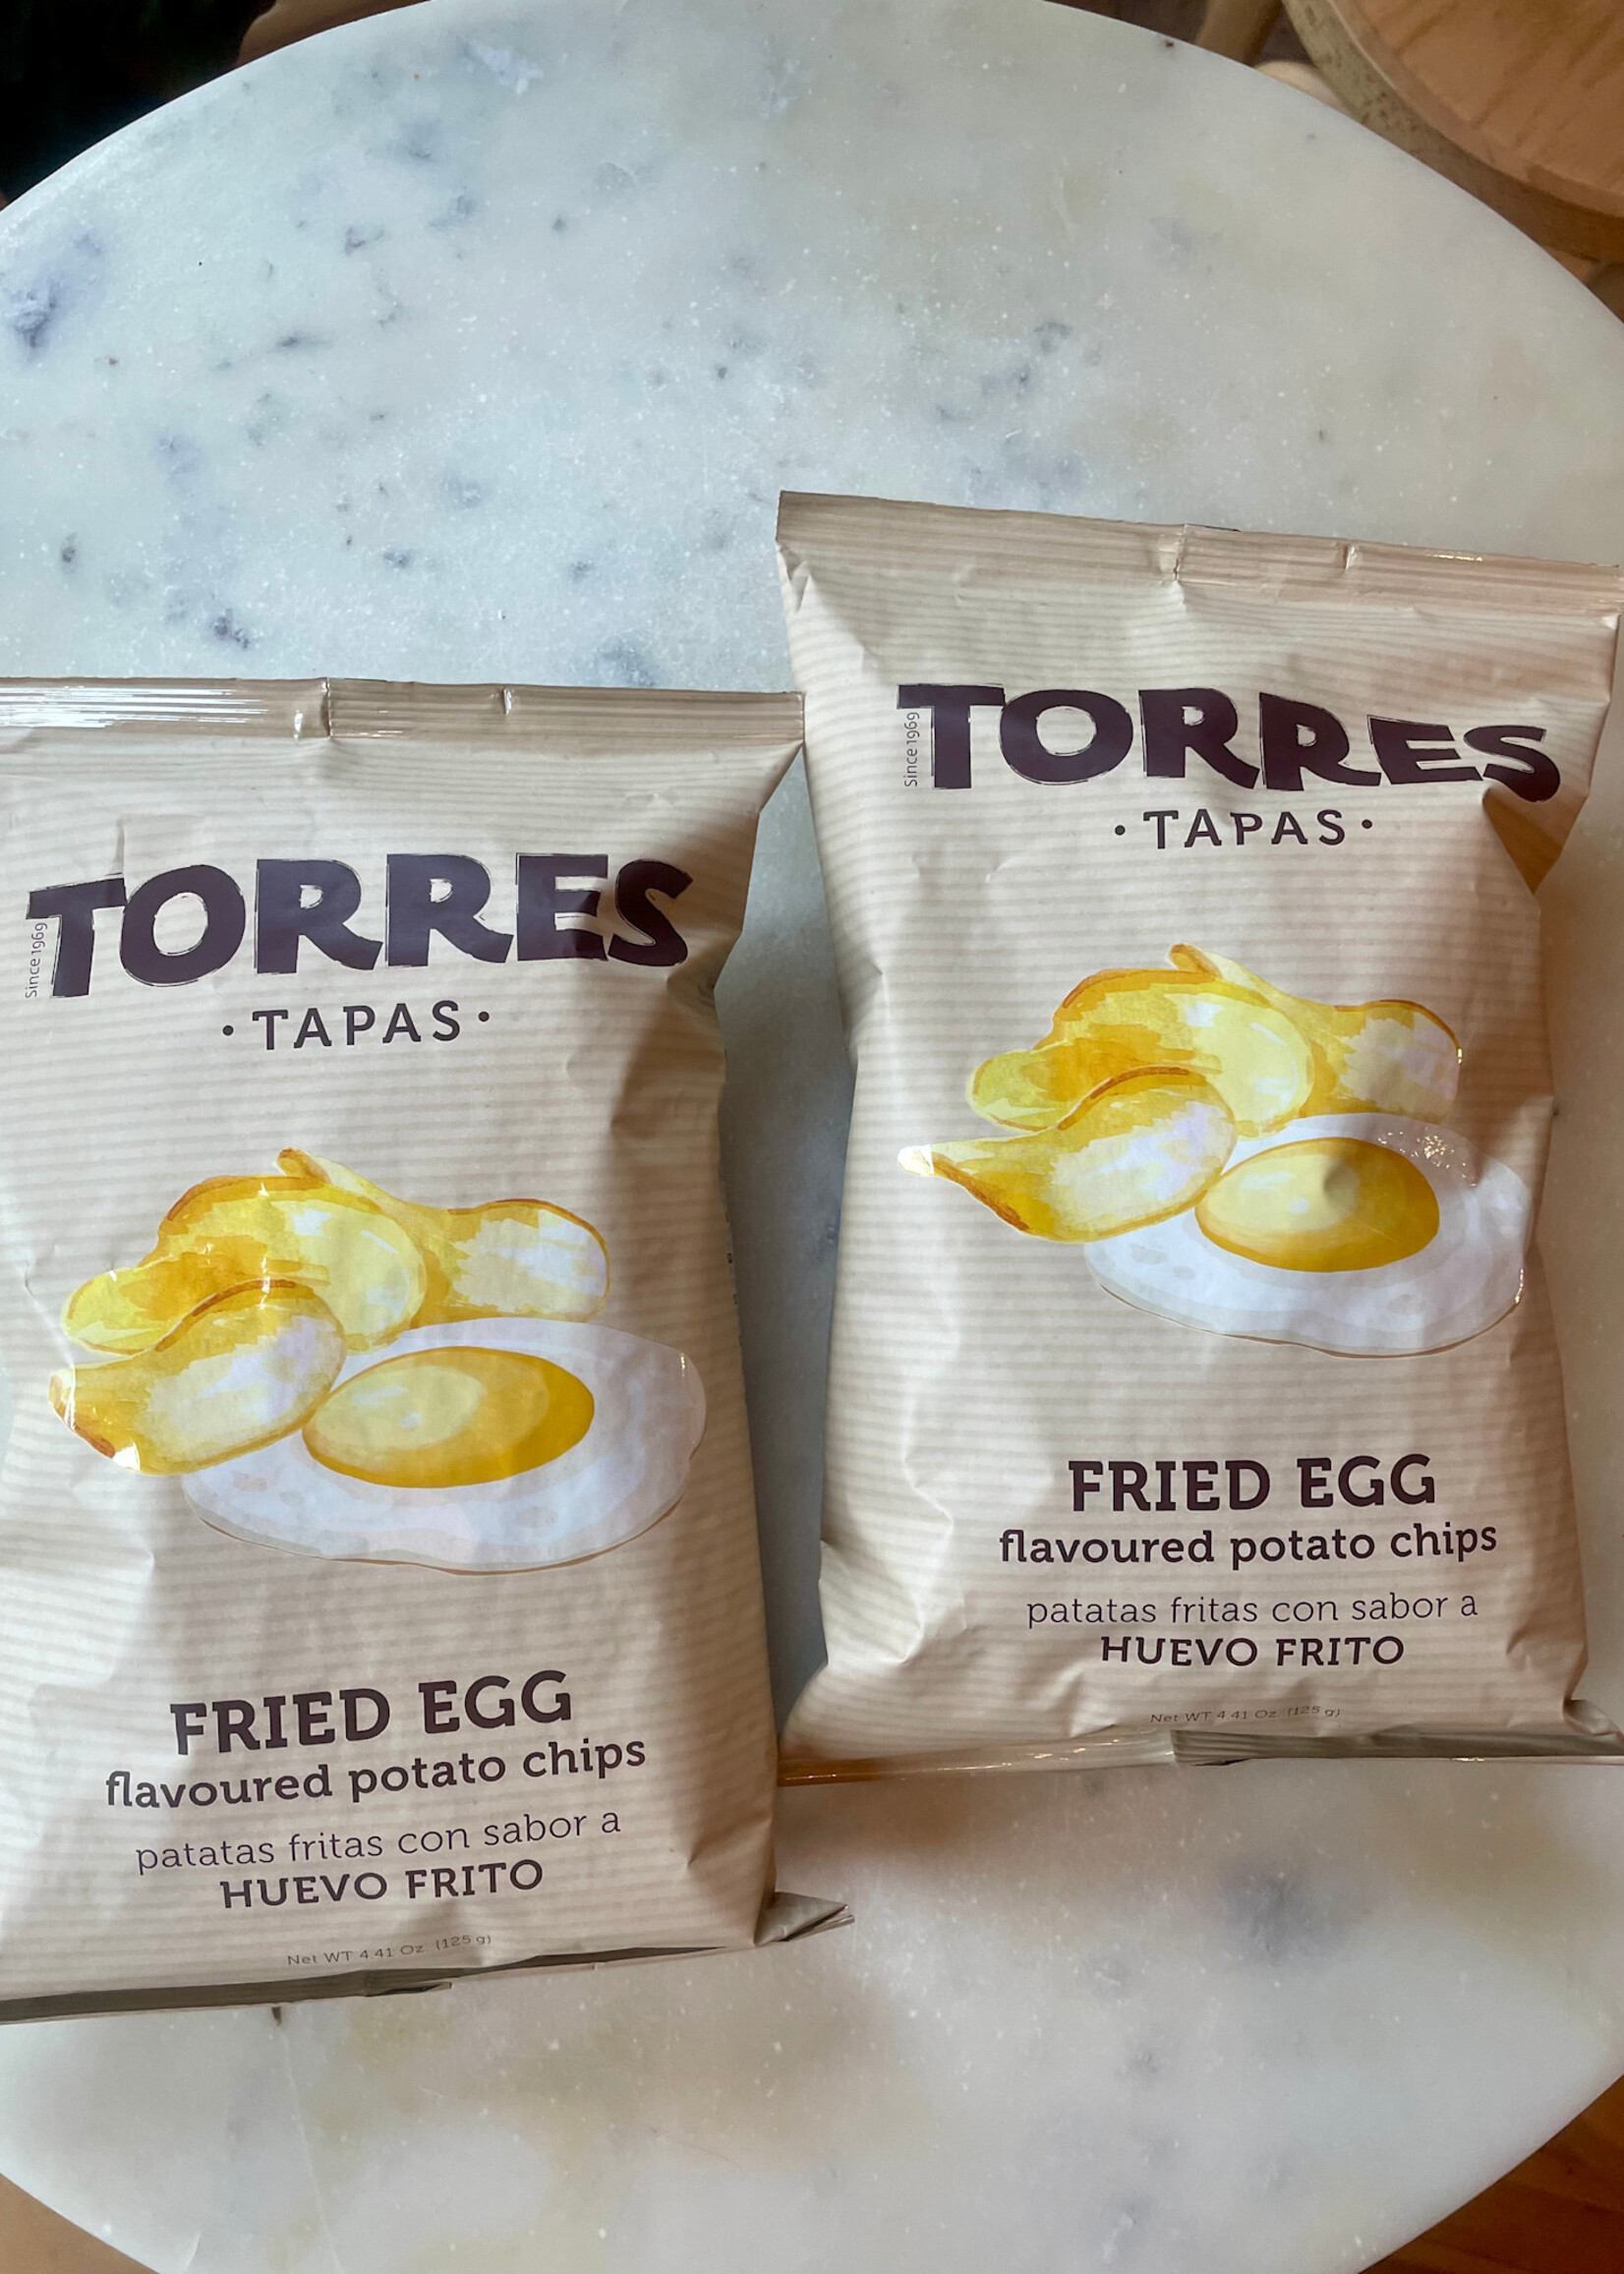 Since 1969
TORRES
• TAPAS •
FRIED EGG
flavoured potato chips
patatas fritas con sabor a
HUEVO FRITO
Net WT 4.41 Oz (125 g)
Since 1969
TORRES
• TAPAS •
FRIED EGG
flavoured potato chips
patatas fritas con sabor a
HUEVO FRITO
Net WT 4.41 Oz (125 g)